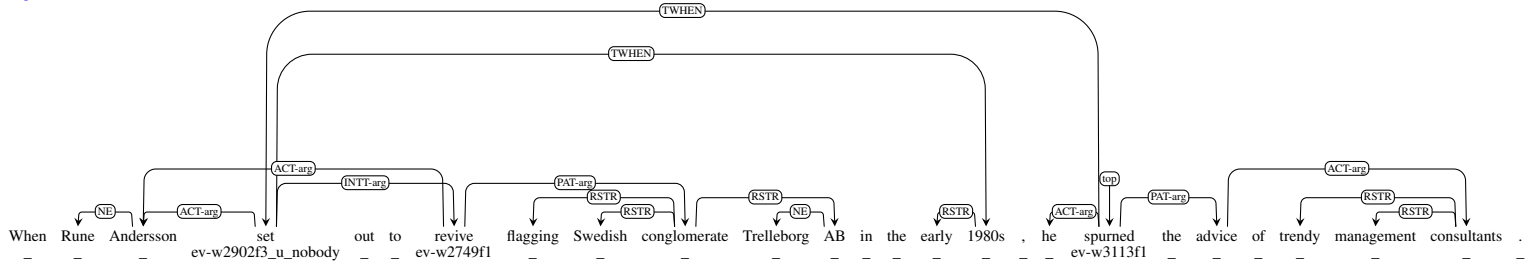 TWHEN
TWHEN
ACT-arg ACT-arg
INTT-arg PAT-arg top
RSTR RSTR PAT-arg RSTR
NE ACT-arg RSTR NE RSTR ACT-arg RSTR
When Rune Andersson set out to revive flagging Swedish conglomerate Trelleborg AB in the early 1980s , he spurned the advice of trendy management consultants .
_ _ _ ev-w2902f3_u_nobody _ _ ev-w2749f1 _ _ _ _ _ _ _ _ _ _ _ ev-w3113f1 _ _ _ _ _ _ _